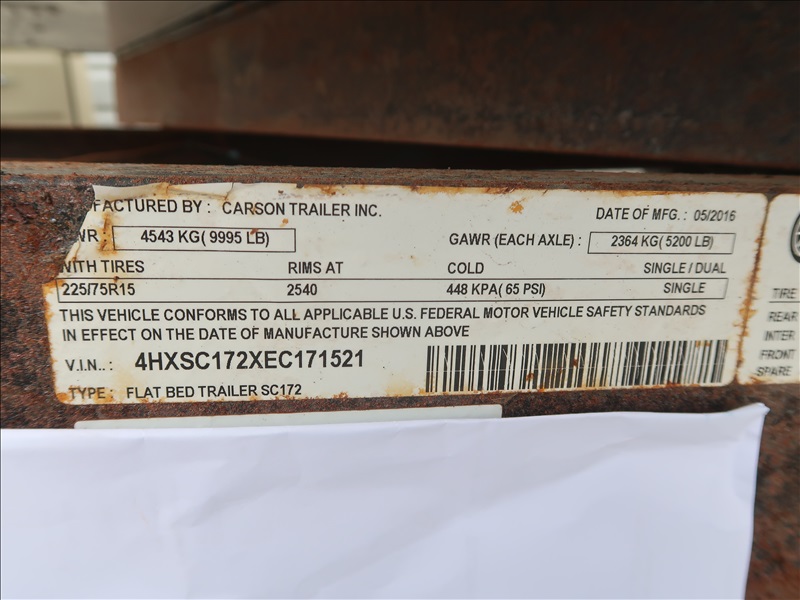 FACTURED BY : CARSON TRAILER INC. DATE OF MFG. : 05/2016
WR : 4543 KG( 9995 LB) GAWR (EACH AXLE) : 2364 KG( 5200 LB)
WITH TIRES RIMS AT COLD SINGLE / DUAL
225/75R15 2540 448 KPA( 65 PSI) SINGLE
THIS VEHICLE CONFORMS TO ALL APPLICABLE U.S. FEDERAL MOTOR VEHICLE SAFETY STANDARDS
IN EFFECT ON THE DATE OF MANUFACTURE SHOWN ABOVE
V.I.N.. : 4HXSC172XEC171521
TYPE : FLAT BED TRAILER SC172
TIRE
REAR
INTER
FRONT
SPARE